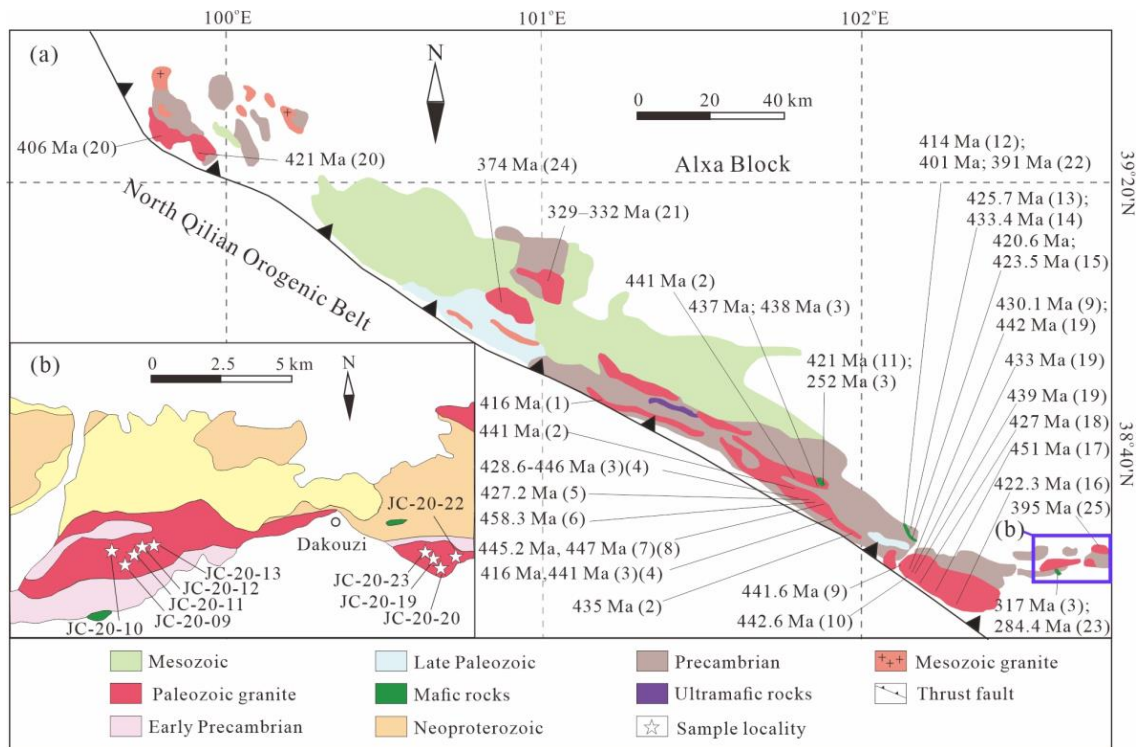 100°E
101°E
102°E
(a)
N
0 20 40 km
406 Ma (20)
421 Ma (20)
374 Ma (24)
329–332 Ma (21)
Alxa Block
North Qilian Orogenic Belt
39°20'N
38°40'N
414 Ma (12);
401 Ma; 391 Ma (22)
425.7 Ma (13);
433.4 Ma (14)
420.6 Ma;
423.5 Ma (15)
430.1 Ma (9);
442 Ma (19)
433 Ma (19)
439 Ma (19)
427 Ma (18)
451 Ma (17)
422.3 Ma (16)
395 Ma (25)
(b)
441 Ma (2)
437 Ma; 438 Ma (3)
421 Ma (11);
252 Ma (3)
416 Ma (1)
441 Ma (2)
428.6-446 Ma (3)(4)
427.2 Ma (5)
458.3 Ma (6)
445.2 Ma, 447 Ma (7)(8)
416 Ma,441 Ma (3)(4)
435 Ma (2)
441.6 Ma (9)
442.6 Ma (10)
317 Ma (3);
284.4 Ma (23)
(b)
0 2.5 5 km
N
JC-20-22
Dakouzi
JC-20-13
JC-20-12
JC-20-11
JC-20-09
JC-20-10
JC-20-23
JC-20-19
JC-20-20
Mesozoic
Late Paleozoic
Precambrian
Mesozoic granite
Paleozoic granite
Mafic rocks
Ultramafic rocks
Thrust fault
Early Precambrian
Neoproterozoic
Sample locality